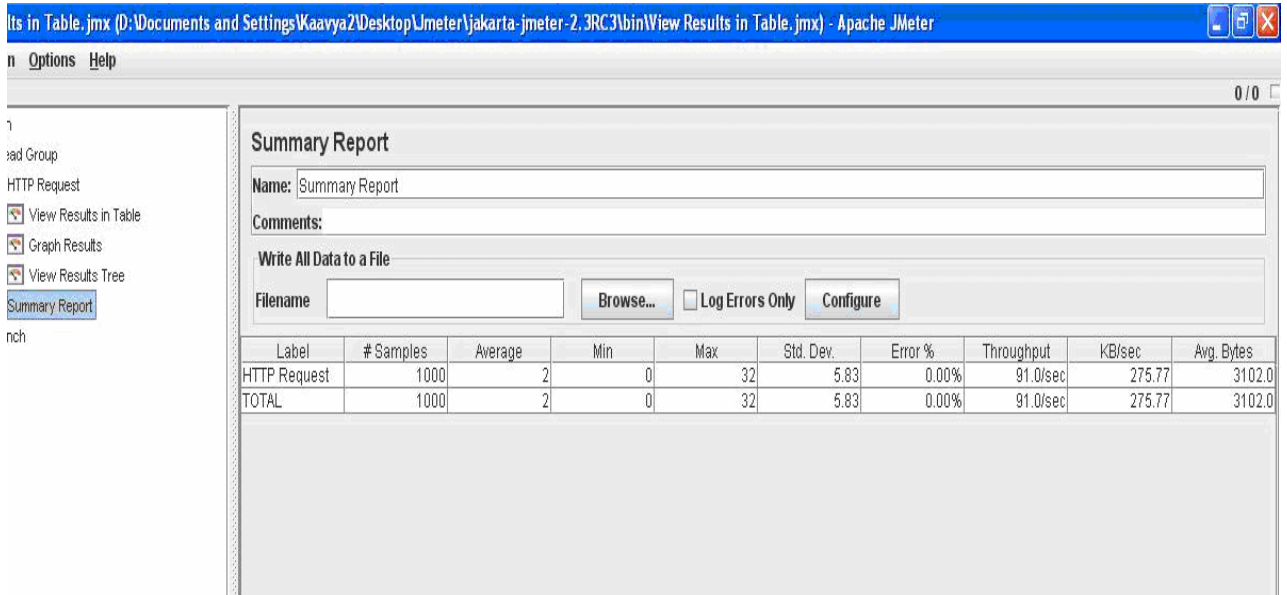 lts in Table.jmx (D:\Documents and Settings\Kaavya2\Desktop\Jmeter\jakarta-jmeter-2.3RC3\bin\View Results in Table.jmx) - Apache JMeter
n Options Help
0 / 0
ead Group
HTTP Request
View Results in Table
Graph Results
View Results Tree
Summary Report
nch
Summary Report
Name: Summary Report
Comments:
Write All Data to a File
Filename Browse... Log Errors Only Configure
Label # Samples Average Min Max Std. Dev. Error % Throughput KB/sec Avg. Bytes
HTTP Request 1000 2 0 32 5.83 0.00% 91.0/sec 275.77 3102.0
TOTAL 1000 2 0 32 5.83 0.00% 91.0/sec 275.77 3102.0